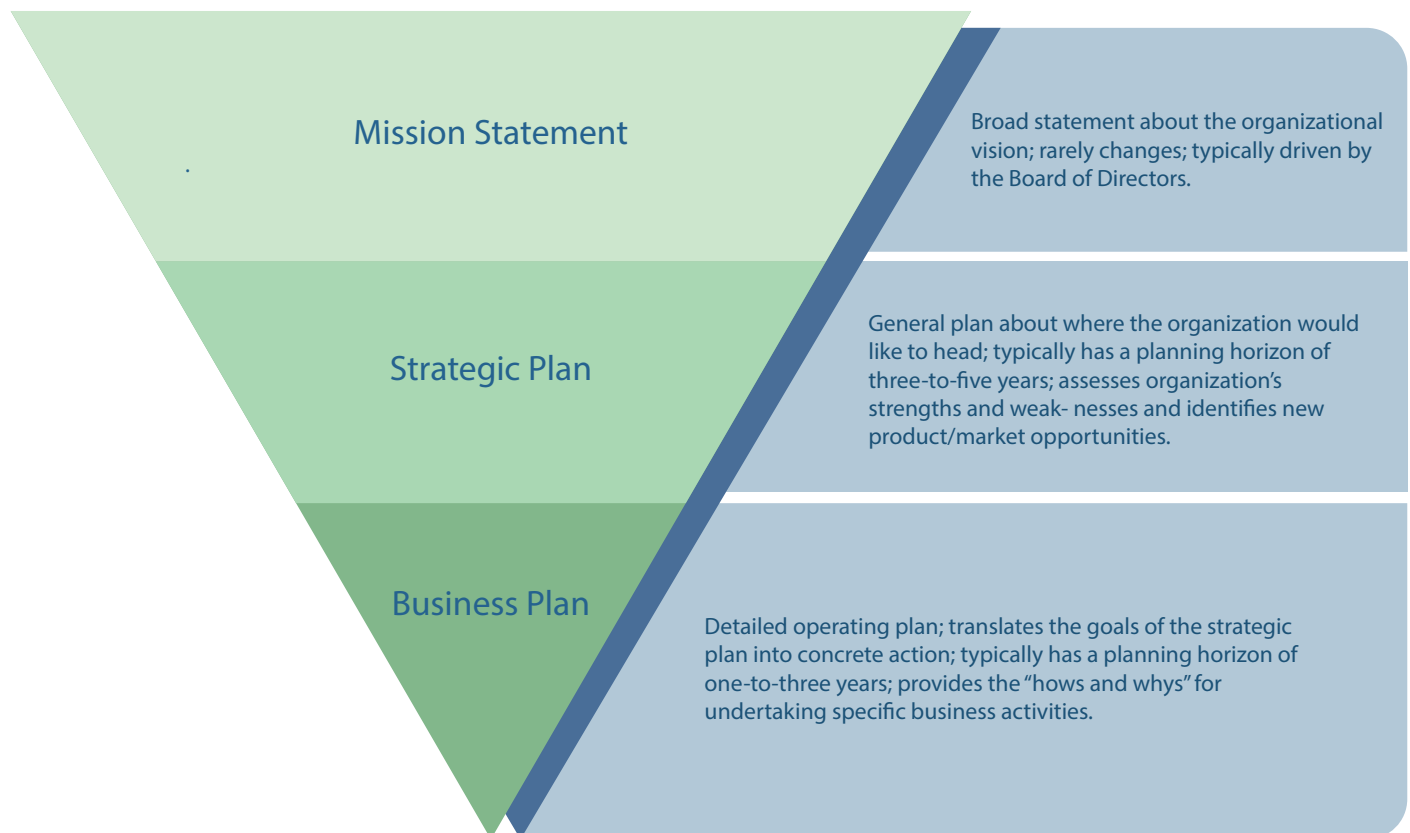 Mission Statement
.
Broad statement about the organizational
vision; rarely changes; typically driven by
the Board of Directors.
Strategic Plan
General plan about where the organization would
like to head; typically has a planning horizon of
three-to-five years; assesses organization’s
strengths and weak- nesses and identifies new
product/market opportunities.
Business Plan
Detailed operating plan; translates the goals of the strategic
plan into concrete action; typically has a planning horizon of
one-to-three years; provides the “hows and whys” for
undertaking specific business activities.